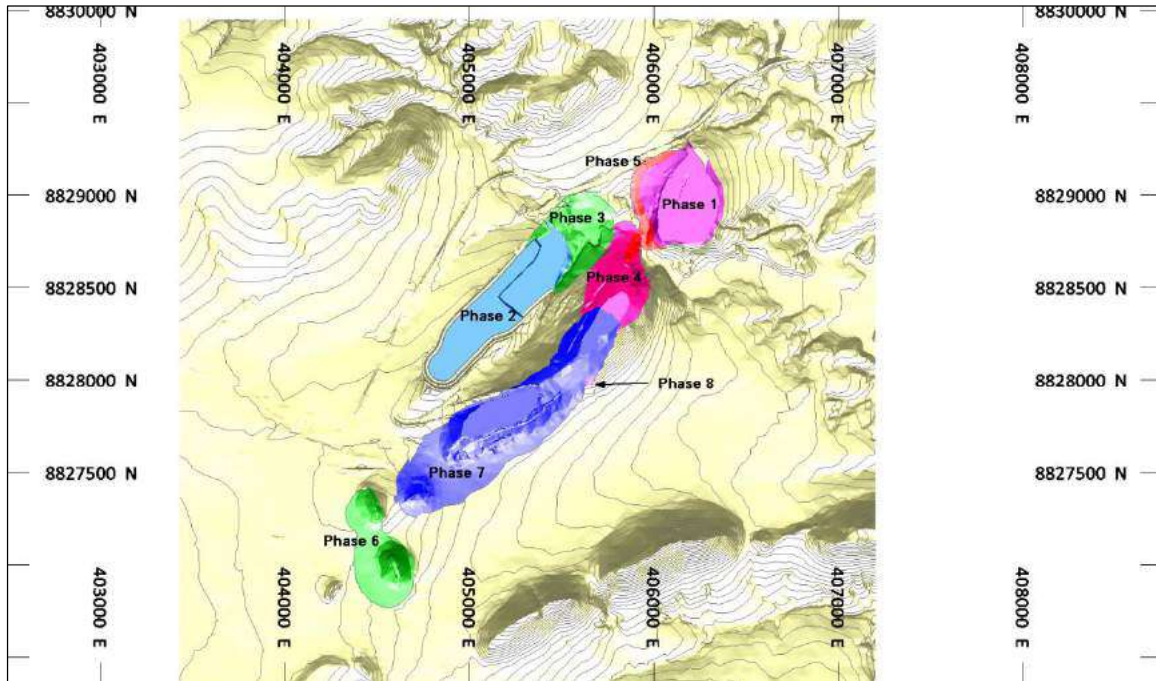 8830000 N
8830000 N
403000 E
404000 E
405000 E
406000 E
407000 E
408000 E
Phase 5
8829000 N
Phase 1
8829000 N
Phase 3
Phase 4
8828500 N
8828500 N
Phase 2
8828000 N
Phase 8
8828000 N
8827500 N
Phase 7
8827500 N
Phase 6
403000 E
404000 E
405000 E
406000 E
407000 E
408000 E